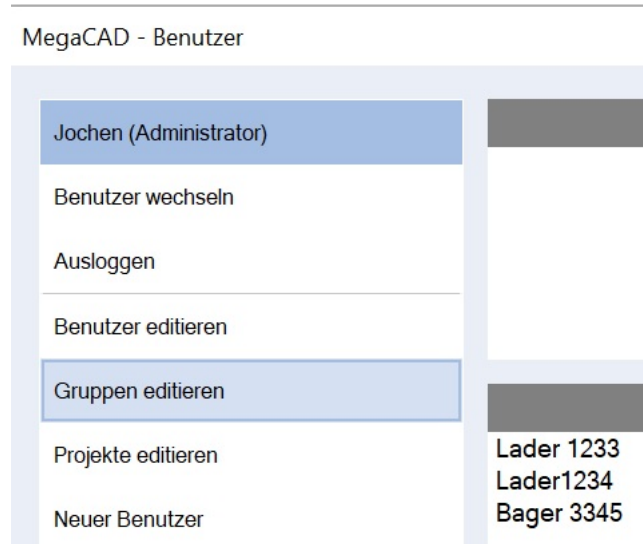 MegaCAD - Benutzer
Jochen (Administrator)
Benutzer wechseln
Ausloggen
Benutzer editieren
Gruppen editieren
Projekte editieren
Neuer Benutzer
Lader 1233
Lader1234
Bager 3345